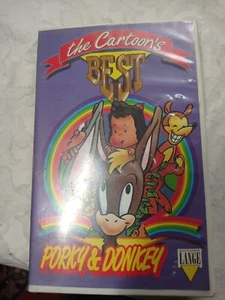 the Cartoon's
BEST
PORKY & DONKEY
LANGE